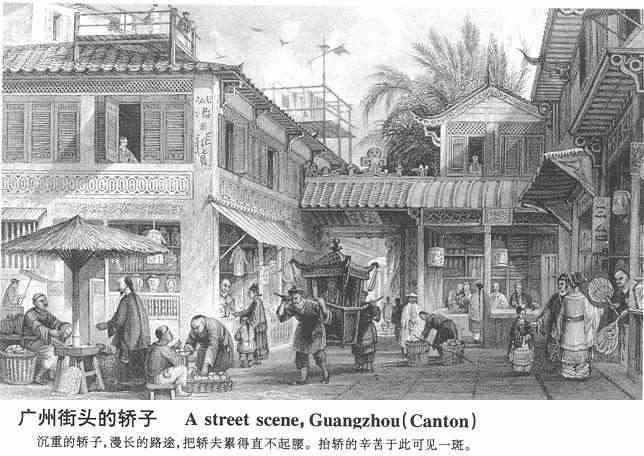 广州街头的轿子 A street scene, Guangzhou(Canton)
沉重的轿子,漫长的路途,把轿夫累得直不起腰。抬轿的辛苦于此可见一斑。